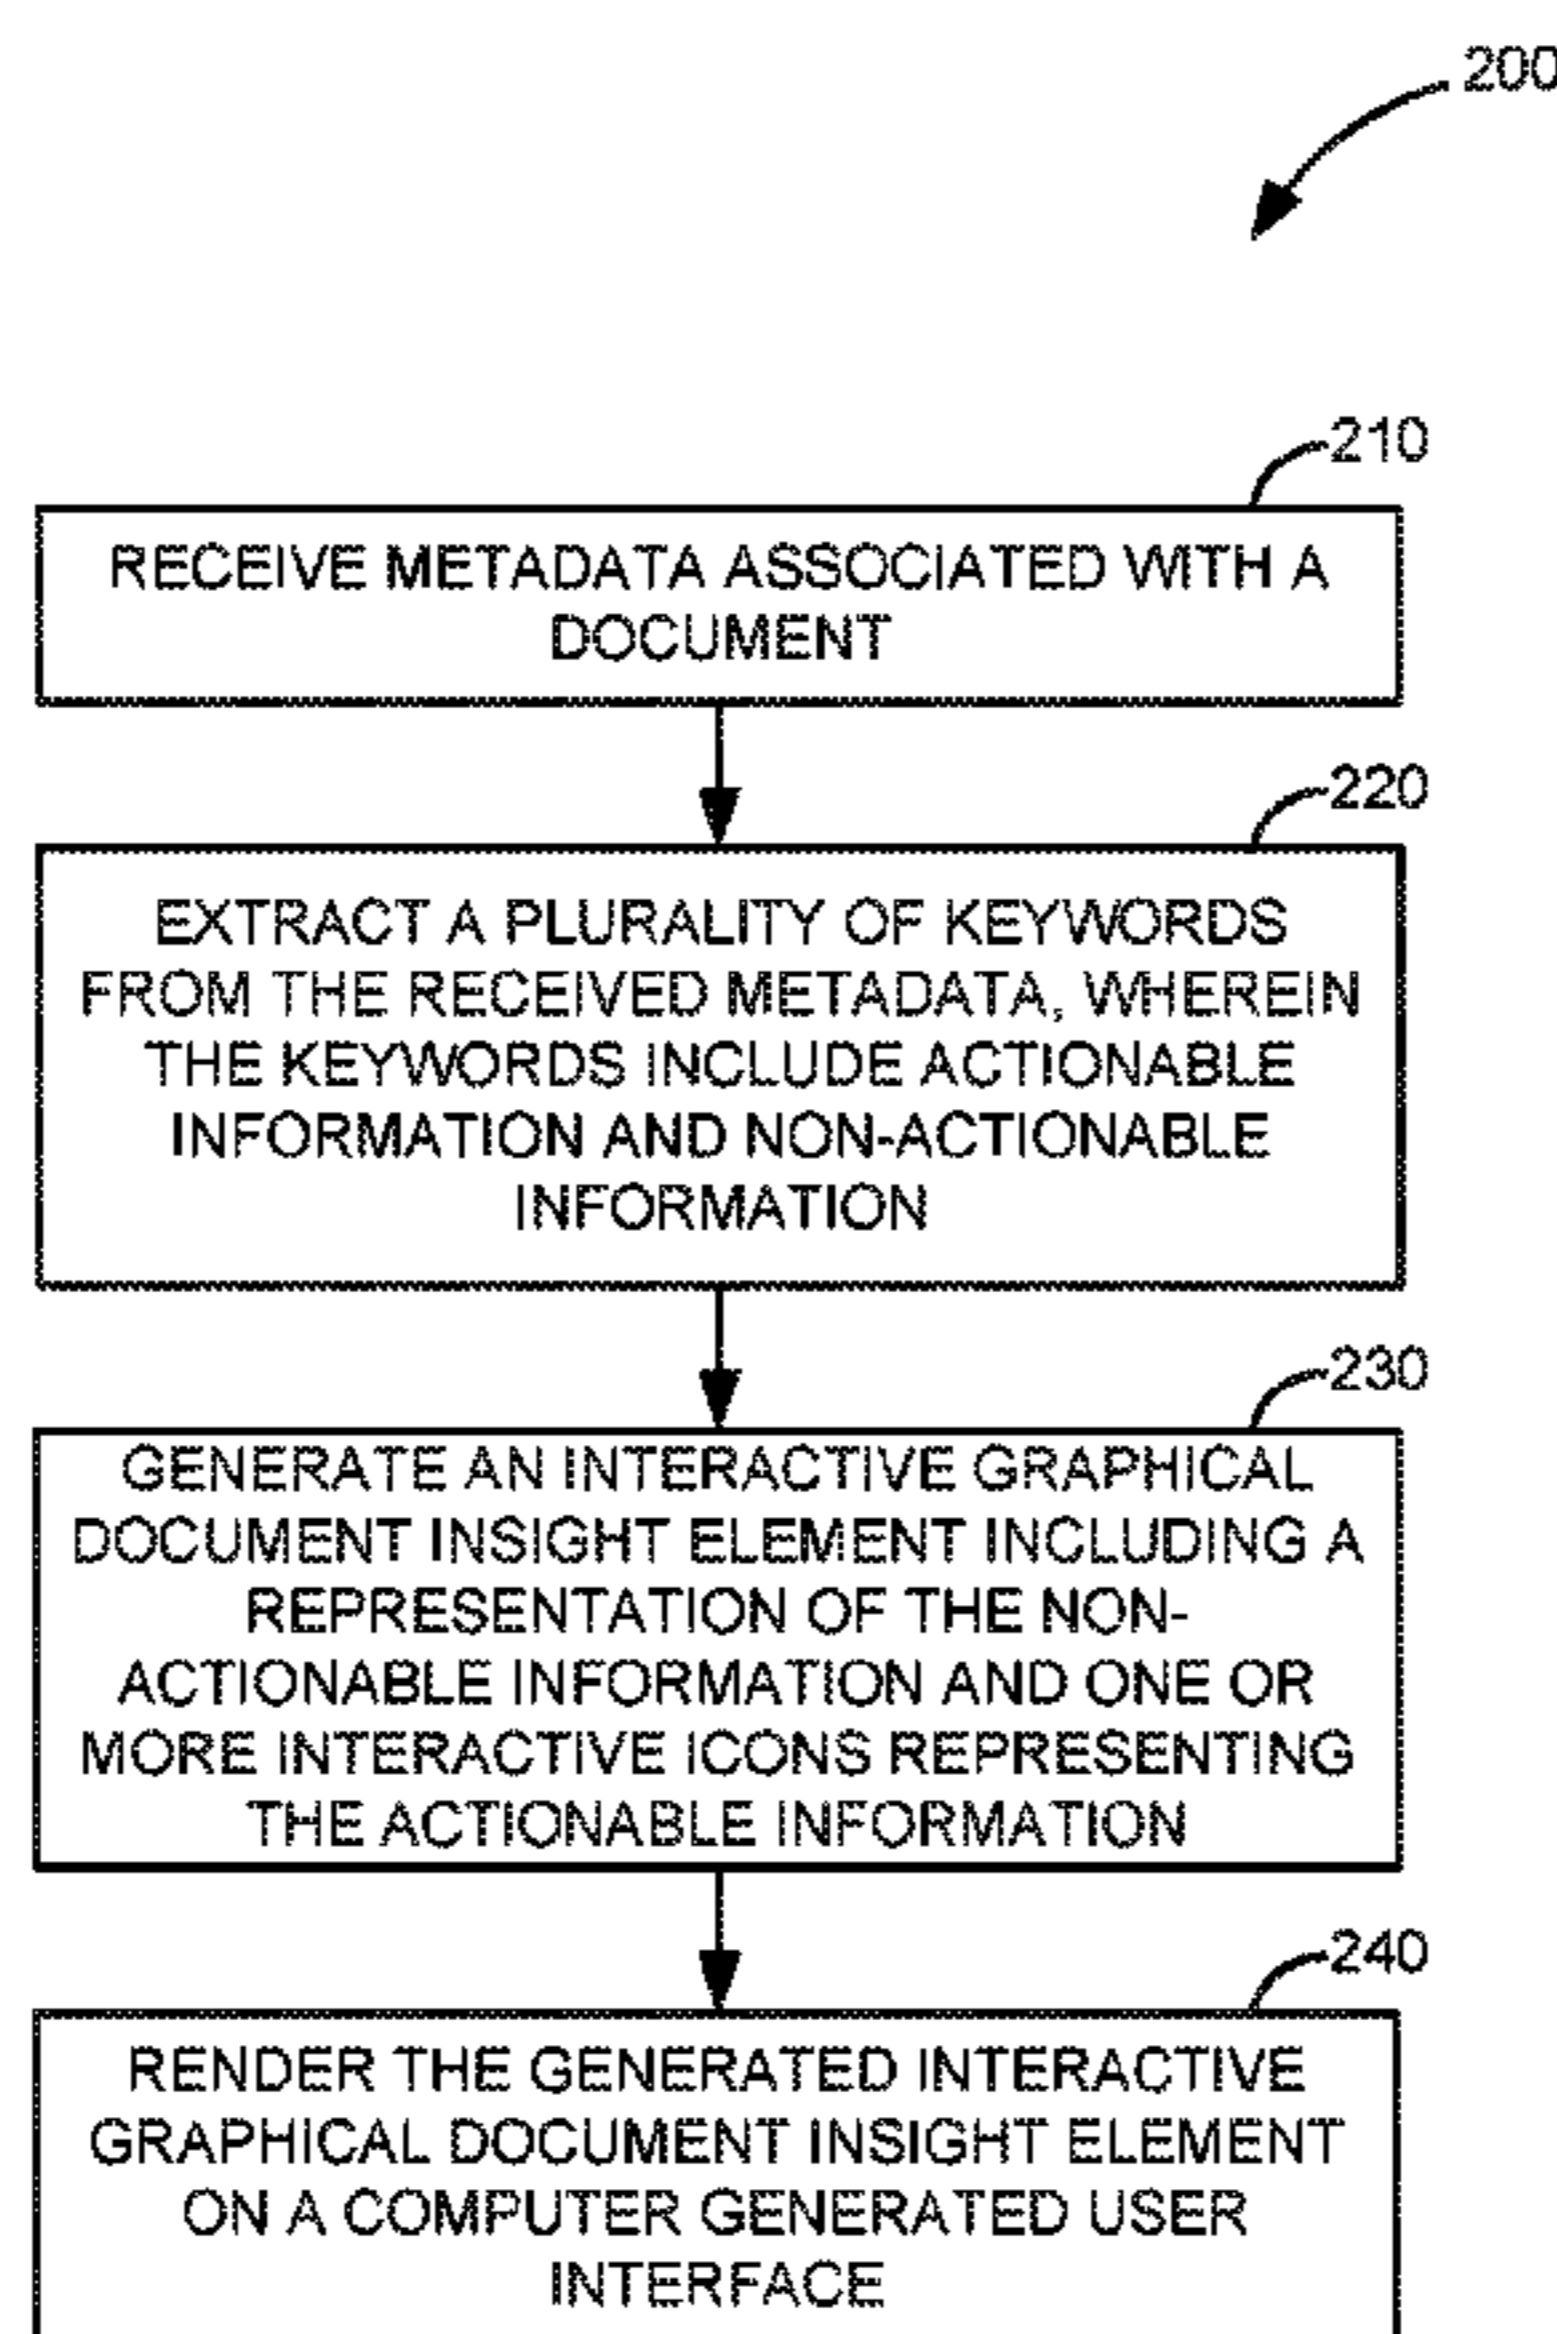 200
210
RECEIVE METADATA ASSOCIATED WITH A
DOCUMENT
220
EXTRACT A PLURALITY OF KEYWORDS
FROM THE RECEIVED METADATA, WHEREIN
THE KEYWORDS INCLUDE ACTIONABLE
INFORMATION AND NON-ACTIONABLE
INFORMATION
230
GENERATE AN INTERACTIVE GRAPHICAL
DOCUMENT INSIGHT ELEMENT INCLUDING A
REPRESENTATION OF THE NON-
ACTIONABLE INFORMATION AND ONE OR
MORE INTERACTIVE ICONS REPRESENTING
THE ACTIONABLE INFORMATION
240
RENDER THE GENERATED INTERACTIVE
GRAPHICAL DOCUMENT INSIGHT ELEMENT
ON A COMPUTER GENERATED USER
INTERFACE